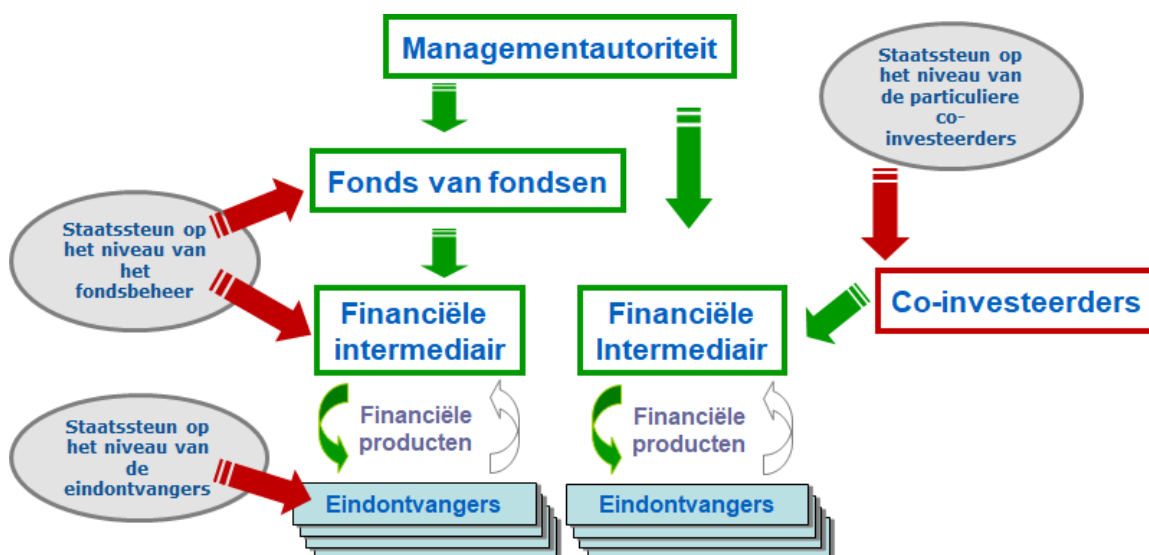 Managementautoriteit
Staatssteun op
het niveau van
de particuliere
co-
investeerders
Fonds van fondsen
Staatssteun op
het niveau van
het
fondsbeheer
Financiële
intermediair
Financiële
Intermediair
Co-investeerders
Financiële
producten
Financiële
producten
Staatssteun op
het niveau van
de
eindontvangers
Eindontvangers
Eindontvangers